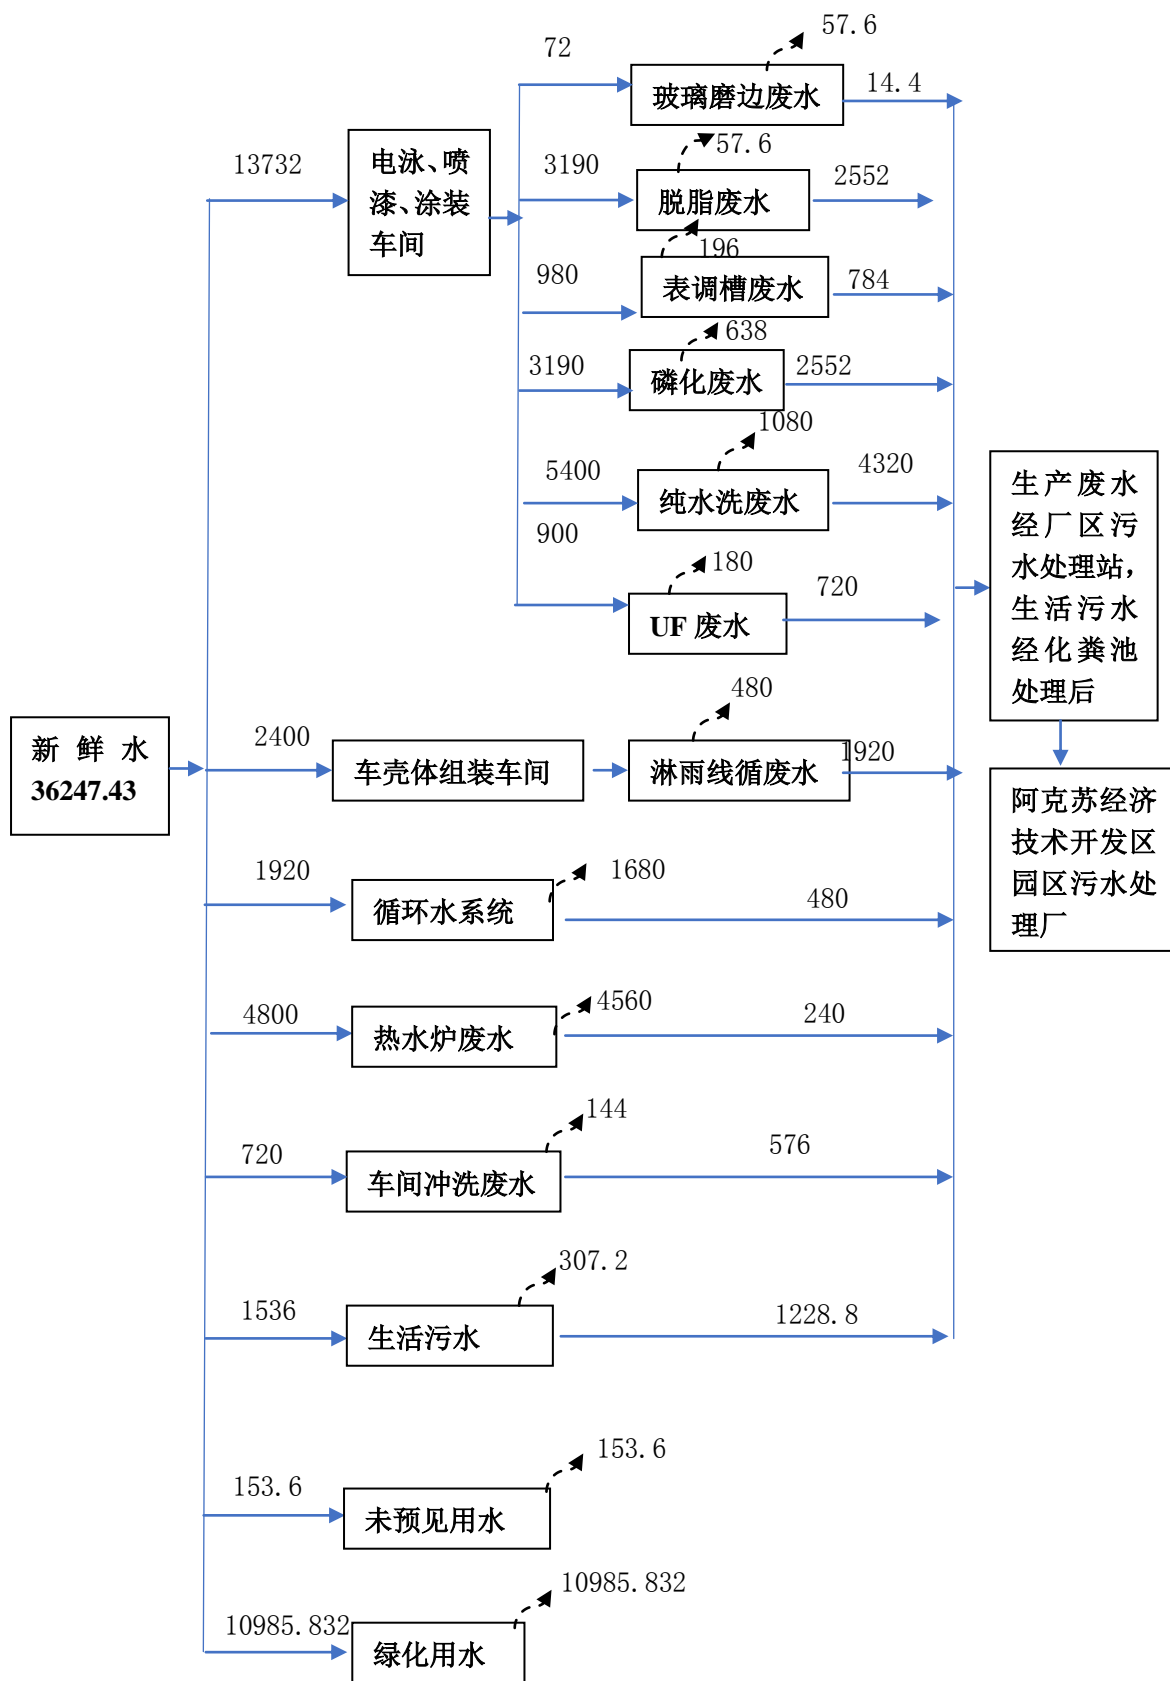 57.6
72
玻璃磨边废水
14.4
13732
电泳、喷
漆、涂装
车间
57.6
3190
脱脂废水
2552
196
980
表调槽废水
784
638
3190
磷化废水
2552
1080
5400
纯水洗废水
4320
900
180
UF 废水
720
生产废水
经厂区污
水处理站,
生活污水
经化粪池
处理后
新鲜水
36247.43
480
2400
车壳体组装车间
淋雨线循废水
1920
阿克苏经济
技术开发区
园区污水处
理厂
1920
循环水系统
1680
480
4800
热水炉废水
4560
240
144
720
车间冲洗废水
576
307.2
1536
生活污水
1228.8
153.6
153.6
未预见用水
10985.832
10985.832
绿化用水